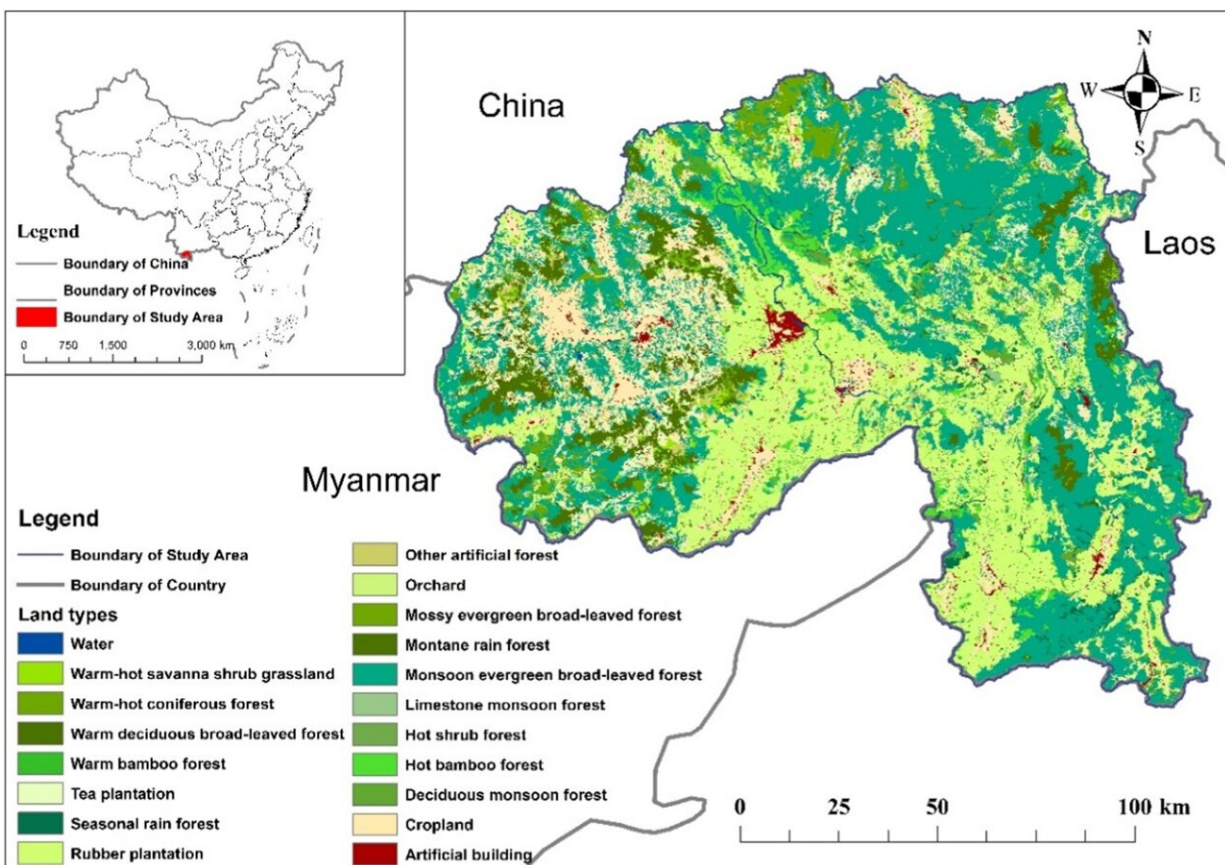 China
N
W E
S
Laos
Myanmar
Legend
Boundary of China
Boundary of Provinces
Boundary of Study Area
0 750 1,500 3,000 km
Legend
Boundary of Study Area
Boundary of Country
Land types
Water
Warm-hot savanna shrub grassland
Warm-hot coniferous forest
Warm deciduous broad-leaved forest
Warm bamboo forest
Tea plantation
Seasonal rain forest
Rubber plantation
Other artificial forest
Orchard
Mossy evergreen broad-leaved forest
Montane rain forest
Monsoon evergreen broad-leaved forest
Limestone monsoon forest
Hot shrub forest
Hot bamboo forest
Deciduous monsoon forest
Cropland
Artificial building
0 25 50 100 km